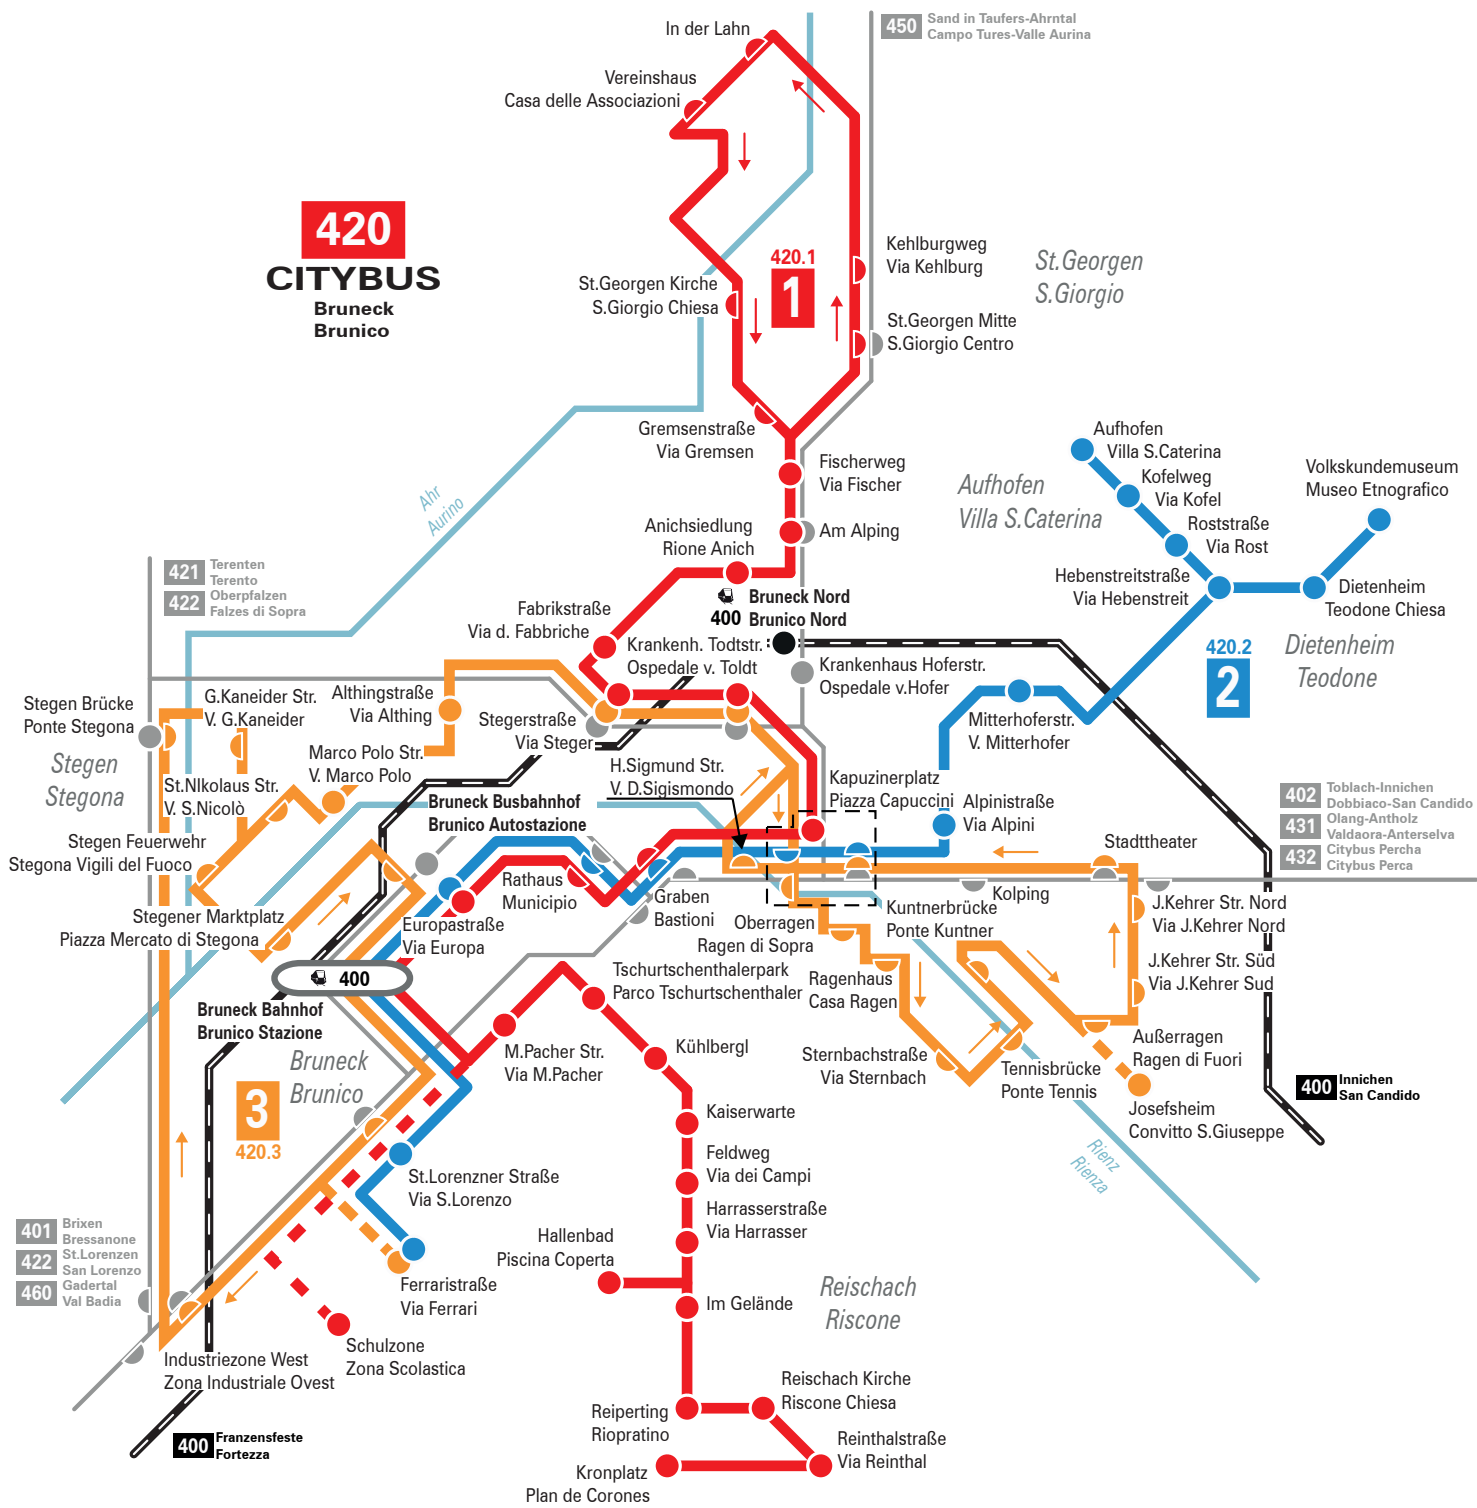 In der Lahn
450
Sand in Taufers-Ahrntal
Campo Tures-Valle Aurina
Vereinshaus
Casa delle Associazioni
420
CITYBUS
Bruneck
Brunico
420.1
1
Kehlburgweg
Via Kehlburg
St.Georgen
S.Giorgio
St.Georgen Kirche
S.Giorgio Chiesa
St.Georgen Mitte
S.Giorgio Centro
Gremsenstraße
Via Gremsen
Fischerweg
Via Fischer
Aufhofen
Villa S.Caterina
Kofelweg
Via Kofel
Volkskundemuseum
Museo Etnografico
Aufhofen
Villa S.Caterina
Ahr
Aurino
Roststraße
Via Rost
Anichsiedlung
Rione Anich
Am Alping
421
Terenten
Terento
422
Oberpfalzen
Falzes di Sopra
Hebenstreitstraße
Via Hebenstreit
Dietenheim
Teodone Chiesa
Bruneck Nord
400
Brunico Nord
Fabrikstraße
Via d. Fabbriche
Krankenh. Todtstr.
Ospedale v. Toldt
Krankenhaus Hoferstr.
Ospedale v.Hofer
420.2
2
Dietenheim
Teodone
Stegen Brücke
Ponte Stegona
G.Kaneider Str.
V. G.Kaneider
Althingstraße
Via Althing
Stegerstraße
Via Steger
Mitterhoferstr.
V. Mitterhofer
Stegen
Stegona
Marco Polo Str.
V. Marco Polo
St.NIkolaus Str.
V. S.Nicolò
H.Sigmund Str.
V. D.Sigismondo
Kapuzinerplatz
Piazza Capuccini
Alpinistraße
Via Alpini
402
Toblach-Innichen
Dobbiaco-San Candido
431
Olang-Antholz
Valdaora-Anterselva
432
Citybus Percha
Citybus Perca
Bruneck Busbahnhof
Brunico Autostazione
Stegen Feuerwehr
Stegona Vigili del Fuoco
Stadttheater
Rathaus
Municipio
Graben
Bastioni
Kolping
Stegener Marktplatz
Piazza Mercato di Stegona
Europastraße
Via Europa
Oberragen
Ragen di Sopra
Kuntnerbrücke
Ponte Kuntner
J.Kehrer Str. Nord
Via J.Kehrer Nord
400
Tschurtschenthalerpark
Parco Tschurtschenthaler
Ragenhaus
Casa Ragen
J.Kehrer Str. Süd
Via J.Kehrer Sud
Bruneck Bahnhof
Brunico Stazione
Bruneck
Brunico
M.Pacher Str.
Via M.Pacher
Kühlbergl
Sternbachstraße
Via Sternbach
Tennisbrücke
Ponte Tennis
Außerragen
Ragen di Fuori
400
Innichen
San Candido
3
420.3
Kaiserwarte
Josefsheim
Convitto S.Giuseppe
Feldweg
Via dei Campi
Rienz
Rienza
St.Lorenzner Straße
Via S.Lorenzo
Harrasserstraße
Via Harrasser
401
Brixen
Bressanone
422
St.Lorenzen
San Lorenzo
460
Gadertal
Val Badia
Hallenbad
Piscina Coperta
Ferraristraße
Via Ferrari
Im Gelände
Reischach
Riscone
Schulzone
Zona Scolastica
Industriezone West
Zona Industriale Ovest
Reischach Kirche
Riscone Chiesa
Reiperting
Riopratino
400
Franzensfeste
Fortezza
Reinthalstraße
Via Reinthal
Kronplatz
Plan de Corones